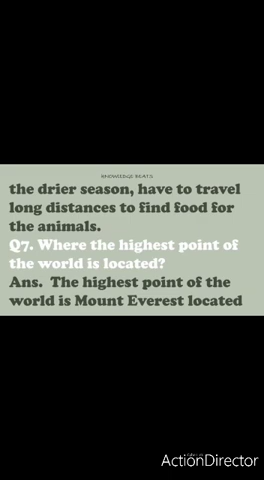 KNOWLEDGE BEATS
the drier season, have to travel
long distances to find food for
the animals.
Q7. Where the highest point of
the world is located?
Ans.  The highest point of the
world is Mount Everest located
ActionDirector